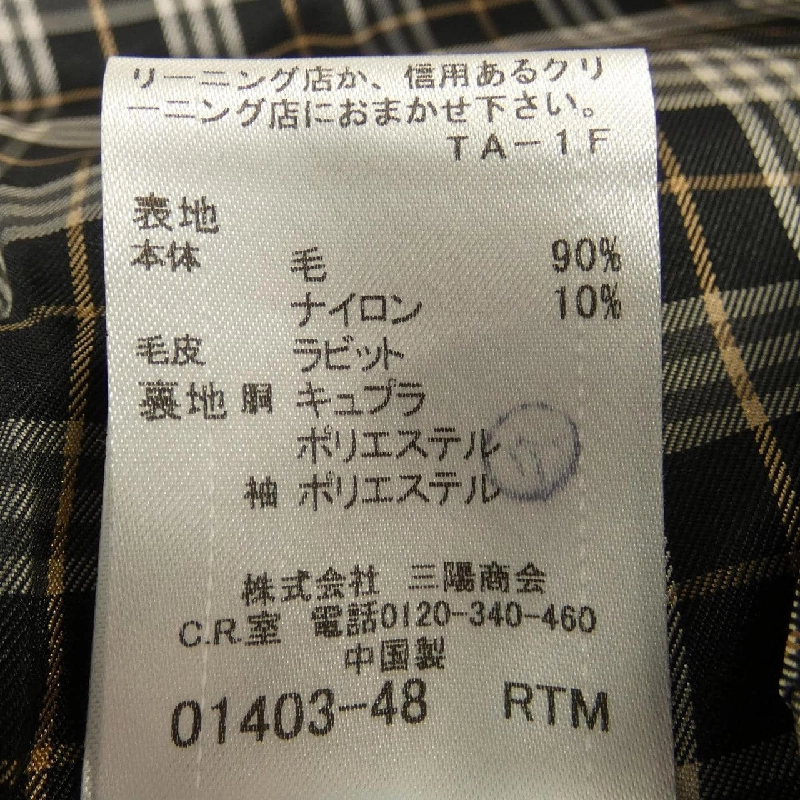 リーニング店か、信用あるクリ
ーニング店におまかせ下さい。
TA-1F
表地
本体 毛 90%
ナイロン 10%
毛皮 ラビット
裏地 胴 キュプラ
ポリエステル
袖 ポリエステル
株式会社 三陽商会
C.R.室 電話0120-340-460
中国製
01403-48 RTM